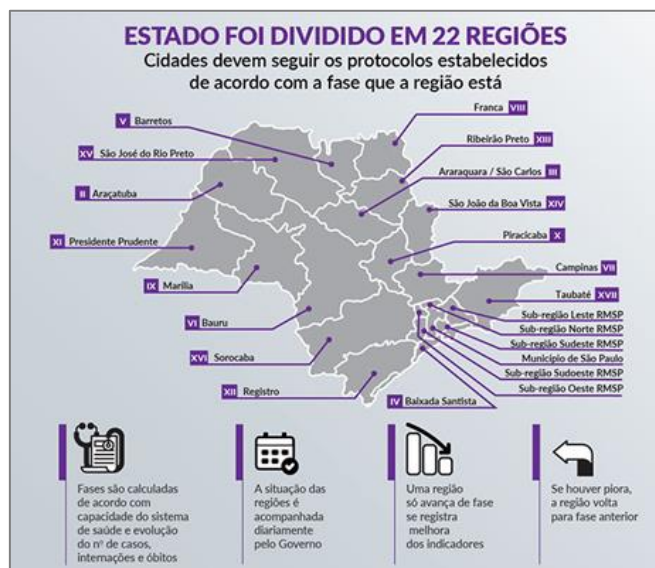 ESTADO FOI DIVIDIDO EM 22 REGIÕES
Cidades devem seguir os protocolos estabelecidos
de acordo com a fase que a região está
Franca VIII
V Barretos
Ribeirão Preto XIII
XV São José do Rio Preto
Araraquara / São Carlos III
II Araçatuba
São João da Boa Vista XIV
Piracicaba X
XI Presidente Prudente
Campinas VII
IX Marília
Taubaté XVII
Sub-região Leste RMSP
VI Bauru
Sub-região Norte RMSP
Sub-região Sudeste RMSP
XVI Sorocaba
Município de São Paulo
Sub-região Sudoeste RMSP
XII Registro
Sub-região Oeste RMSP
IV Baixada Santista
Fases são calculadas
de acordo com
capacidade do sistema
de saúde e evolução
do nº de casos,
internações e óbitos
A situação das
regiões é
acompanhada
diariamente
pelo Governo
Uma região
só avança de fase
se registra
melhora
dos indicadores
Se houver piora,
a região volta
para fase anterior